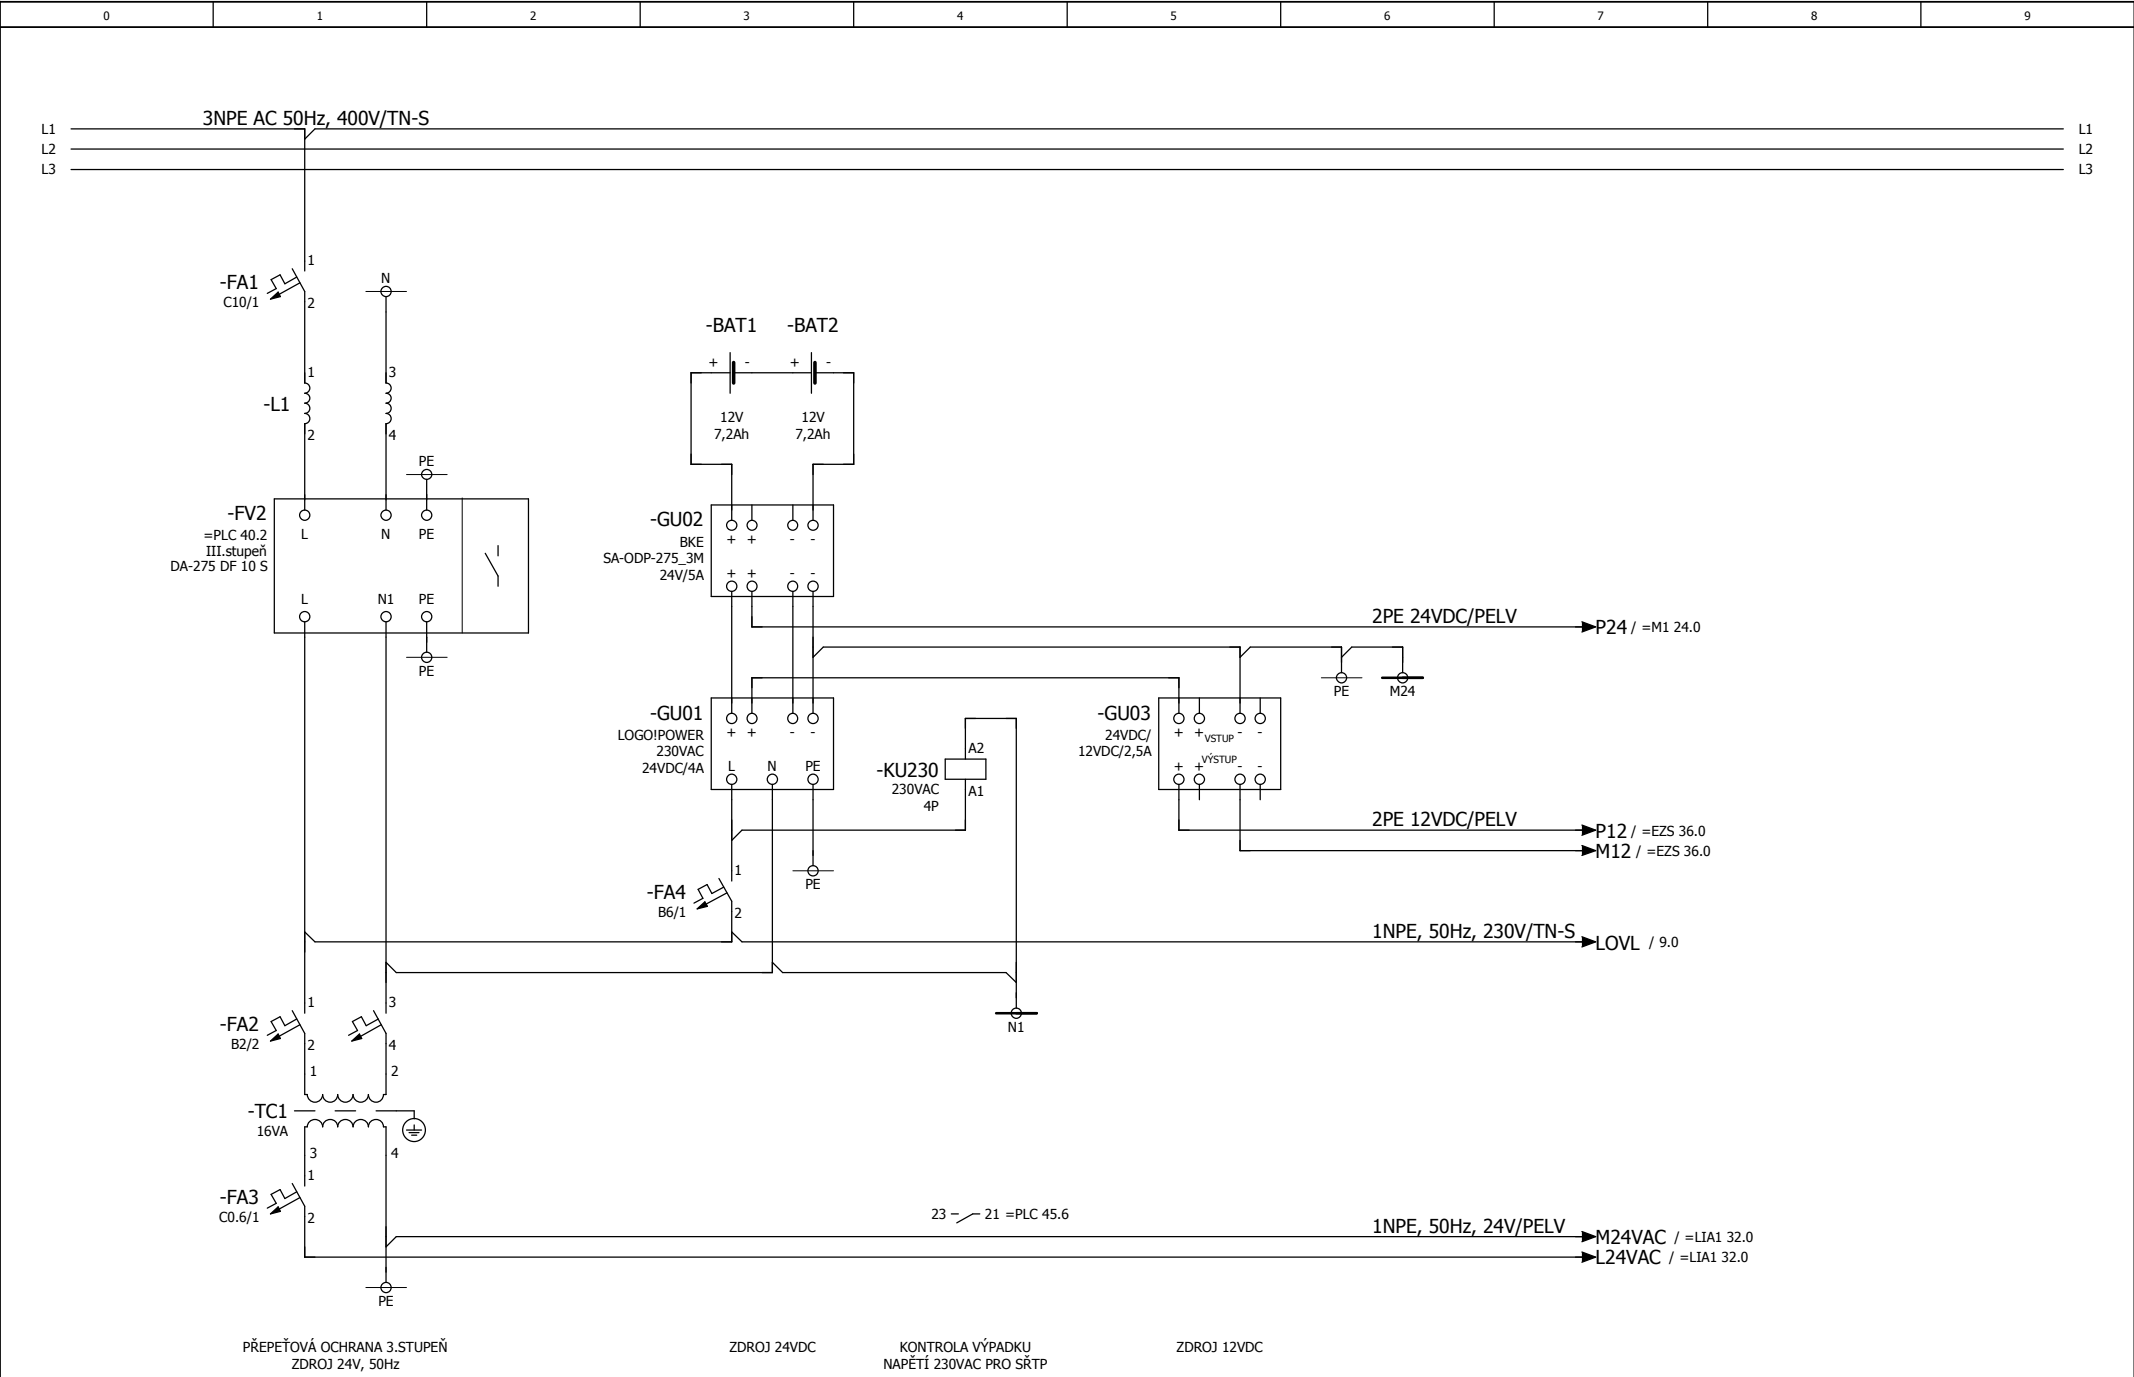 0 1 2 3 4 5 6 7 8 9
3NPE AC 50Hz, 400V/TN-S
L1 L1
L2 L2
L3 L3
-FA1
C10/1
1
2
N
-L1
1
2
3
4
PE
-FV2
=PLC 40.2
III.stupeň
DA-275 DF 10 S
L N PE
L N1 PE
PE
-BAT1 -BAT2
+ - + -
12V 12V
7,2Ah 7,2Ah
-GU02
BKE
SA-ODP-275_3M
24V/5A
+ + - -
+ + - -
2PE 24VDC/PELV
P24 / =M1 24.0
PE M24
-GU01
LOGO!POWER
230VAC
24VDC/4A
+ + - -
L N PE
-KU230
230VAC
4P
A2
A1
-GU03
24VDC/
12VDC/2,5A
+ + VSTUP - -
+ + VÝSTUP - -
2PE 12VDC/PELV
P12 / =EZS 36.0
M12 / =EZS 36.0
PE
-FA4
B6/1
1
2
1NPE, 50Hz, 230V/TN-S
LOVL / 9.0
N1
-FA2
B2/2
1 3
2 4
1 2
-TC1
16VA
3 4
-FA3
C0.6/1
1
2
23 21 =PLC 45.6
1NPE, 50Hz, 24V/PELV
M24VAC / =LIA1 32.0
L24VAC / =LIA1 32.0
PE
PŘEPEŤOVÁ OCHRANA 3.STUPEŇ
ZDROJ 24V, 50Hz
ZDROJ 24VDC
KONTROLA VÝPADKU
NAPĚTÍ 230VAC PRO SŘTP
ZDROJ 12VDC